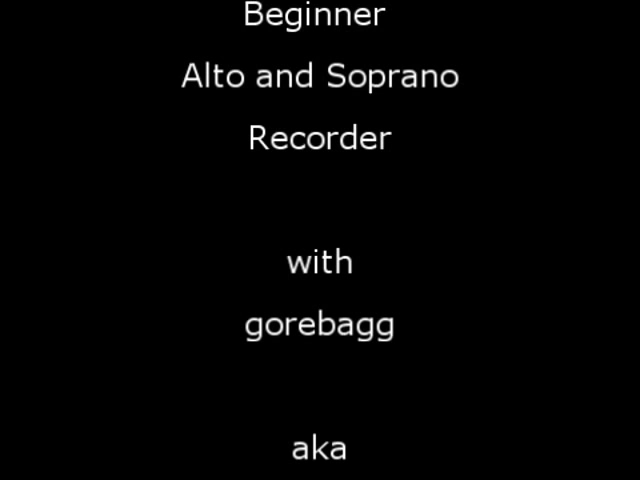 Beginner
Alto and Soprano
Recorder
with
gorebagg
aka